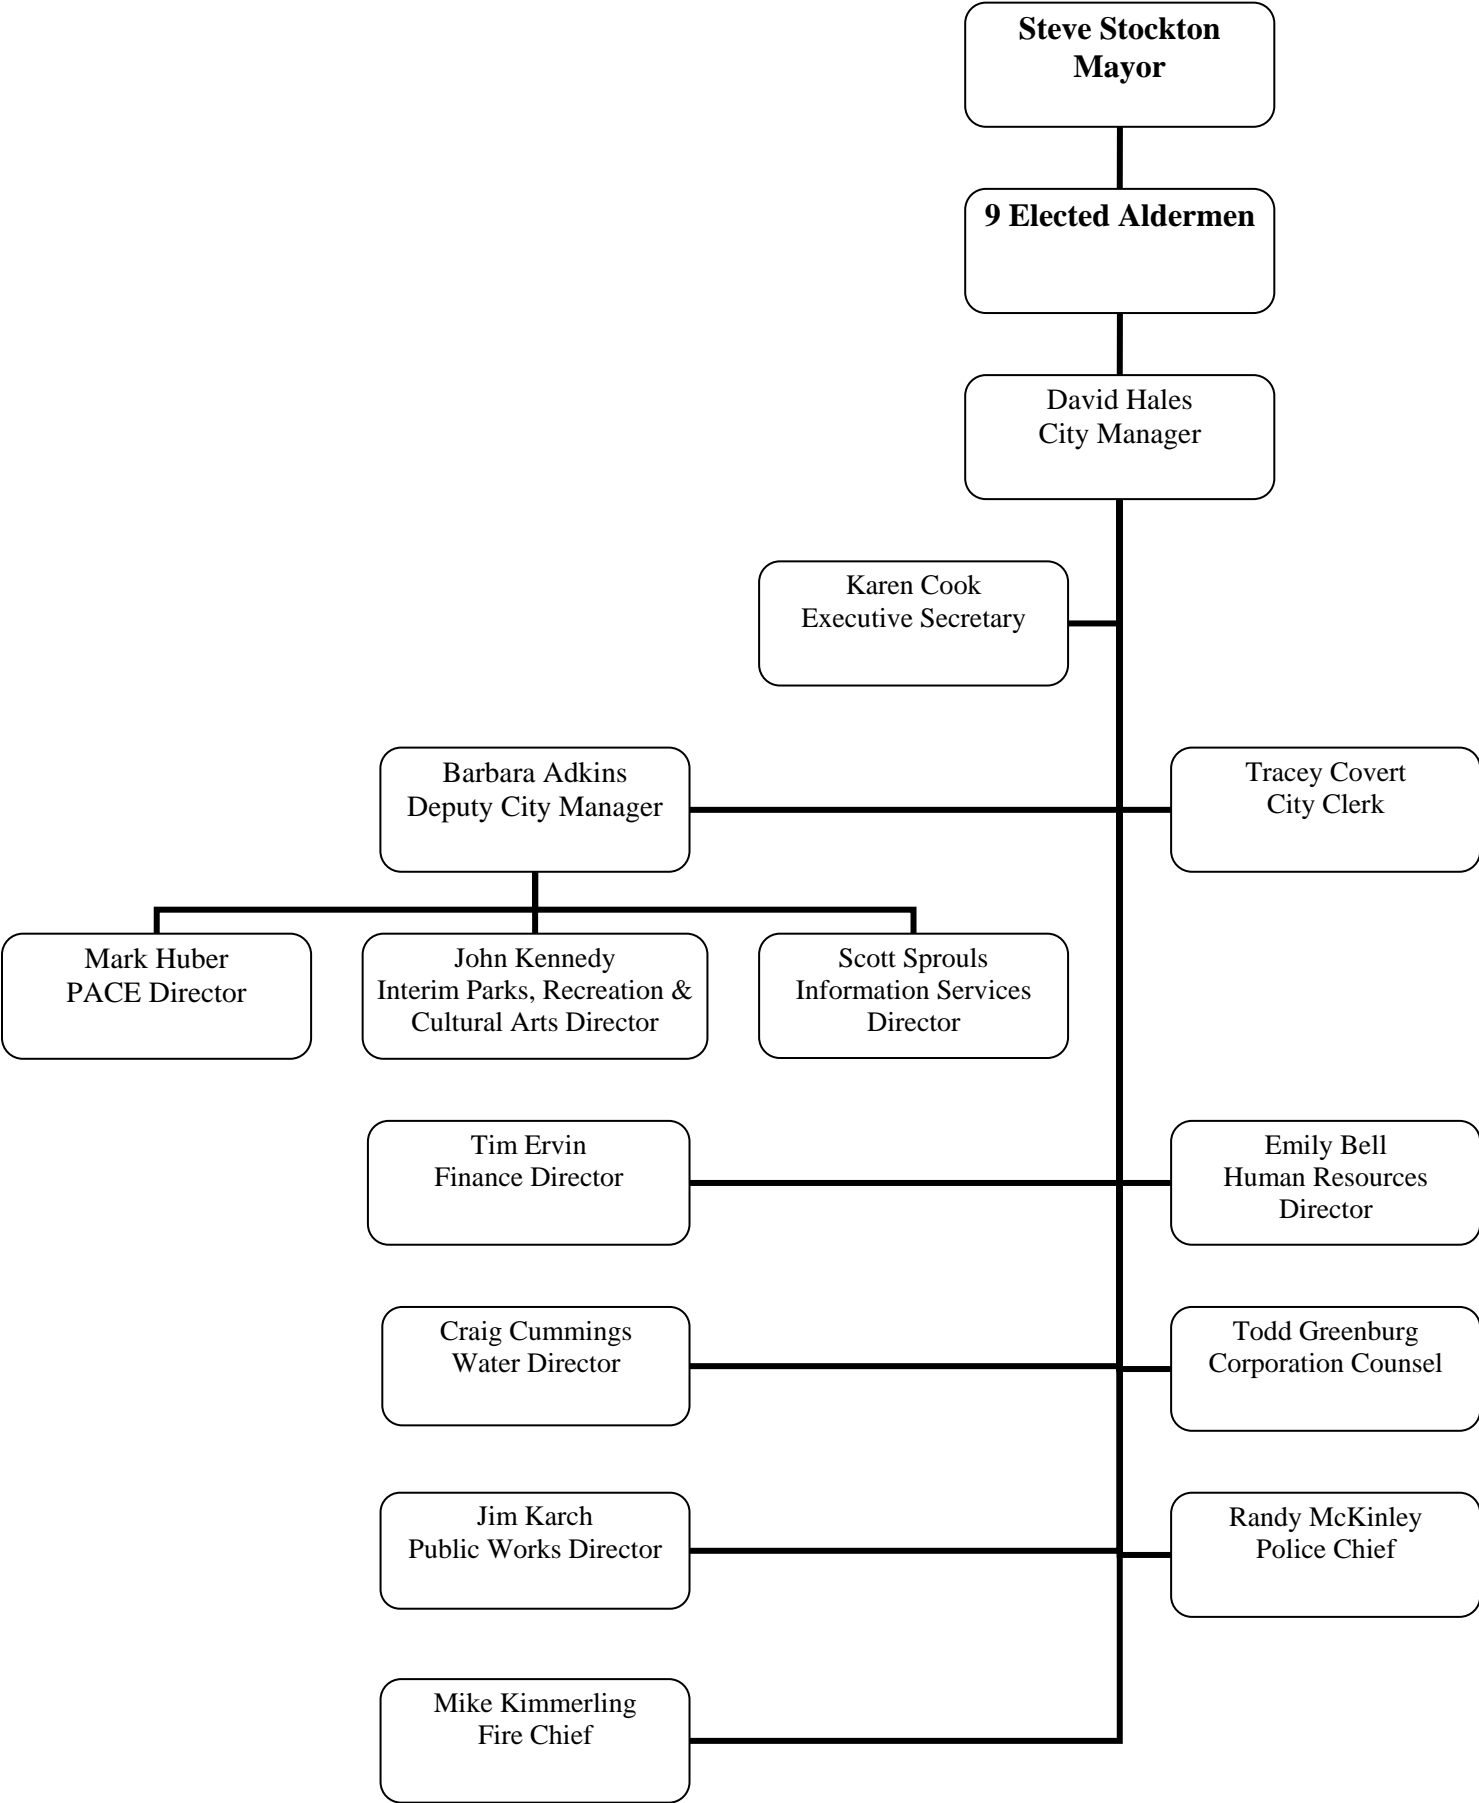 Steve Stockton
Mayor
9 Elected Aldermen
David Hales
City Manager
Karen Cook
Executive Secretary
Barbara Adkins
Deputy City Manager
Tracey Covert
City Clerk
Mark Huber
PACE Director
John Kennedy
Interim Parks, Recreation &
Cultural Arts Director
Scott Sprouls
Information Services
Director
Tim Ervin
Finance Director
Emily Bell
Human Resources
Director
Craig Cummings
Water Director
Todd Greenburg
Corporation Counsel
Jim Karch
Public Works Director
Randy McKinley
Police Chief
Mike Kimmerling
Fire Chief